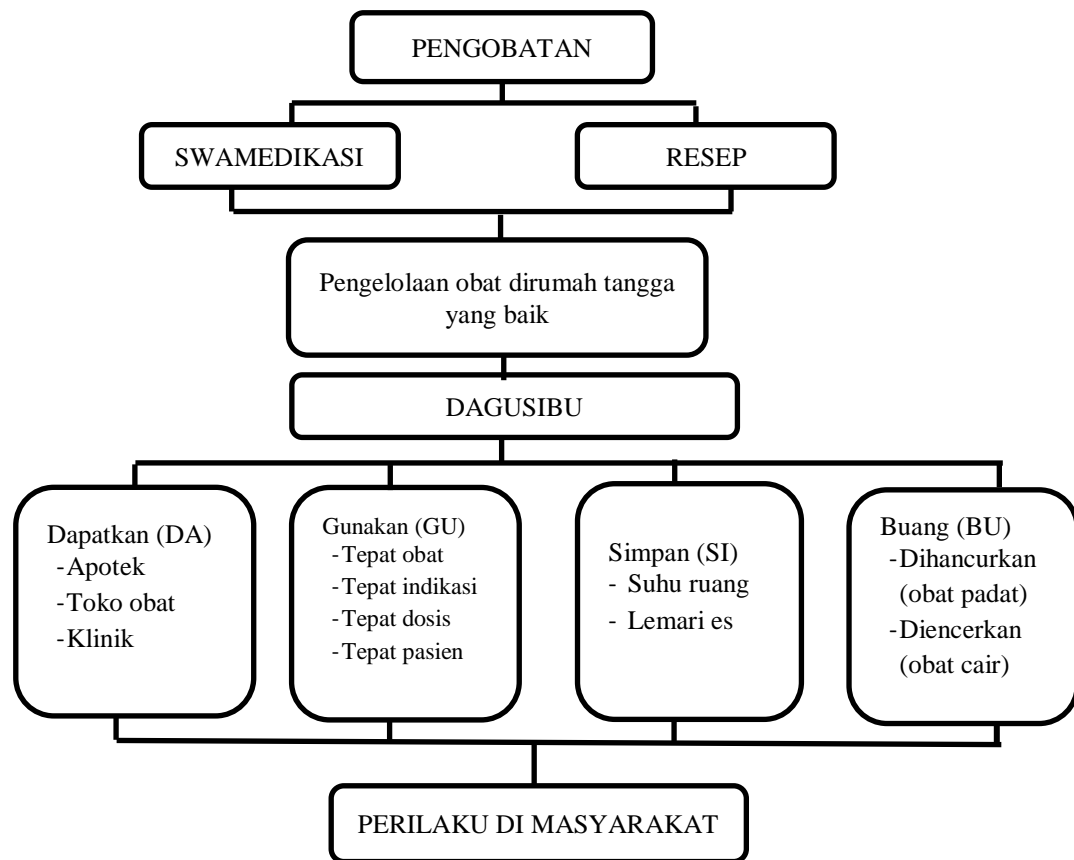 PENGOBATAN
SWAMEDIKASI
RESEP
Pengelolaan obat dirumah tangga
yang baik
DAGUSIBU
Dapatkan (DA)
-Apotek
-Toko obat
-Klinik
Gunakan (GU)
-Tepat obat
-Tepat indikasi
-Tepat dosis
-Tepat pasien
Simpan (SI)
- Suhu ruang
- Lemari es
Buang (BU)
-Dihancurkan
(obat padat)
-Diencerkan
(obat cair)
PERILAKU DI MASYARAKAT